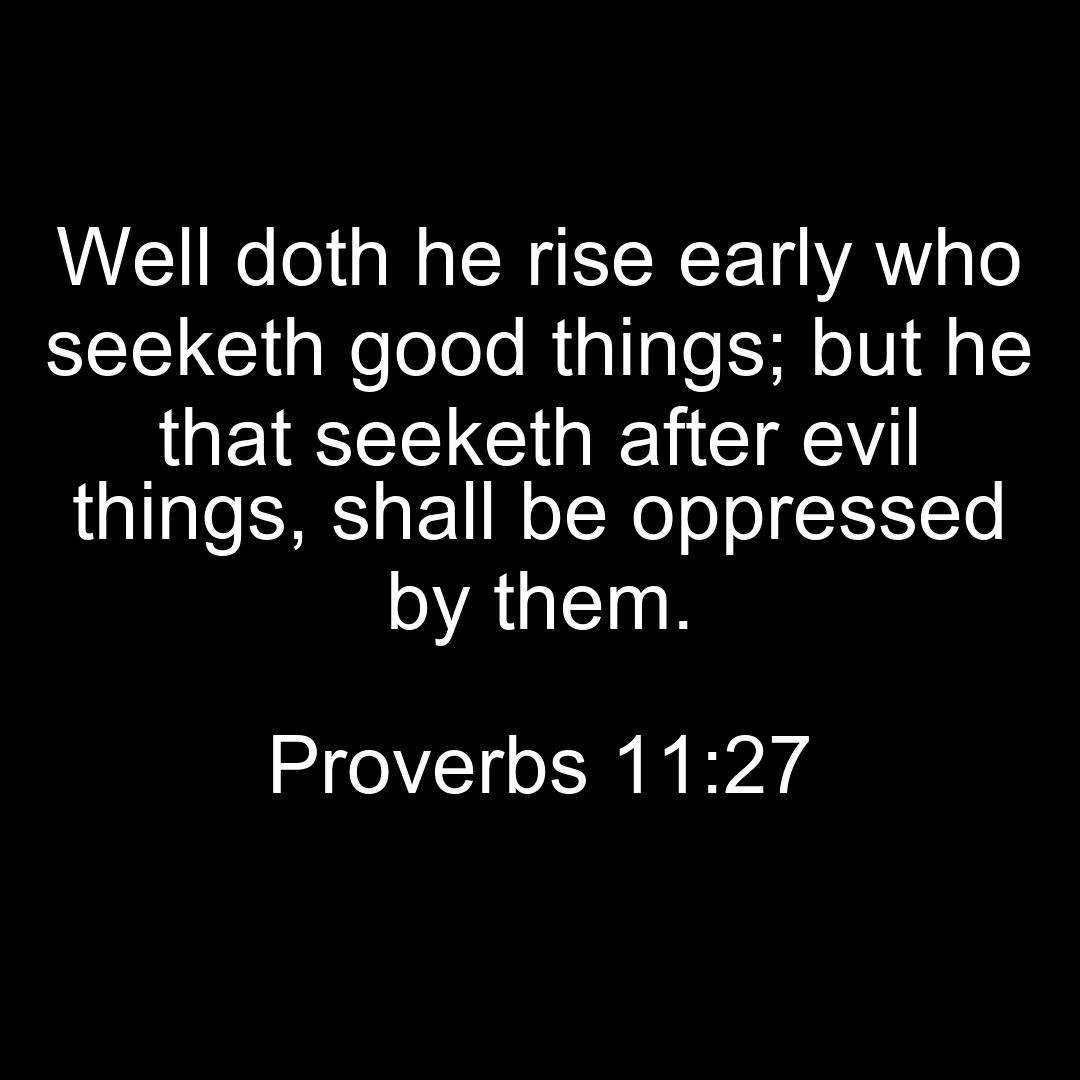 Well doth he rise early who
seeketh good things; but he
that seeketh after evil
things, shall be oppressed
by them.
Proverbs 11:27